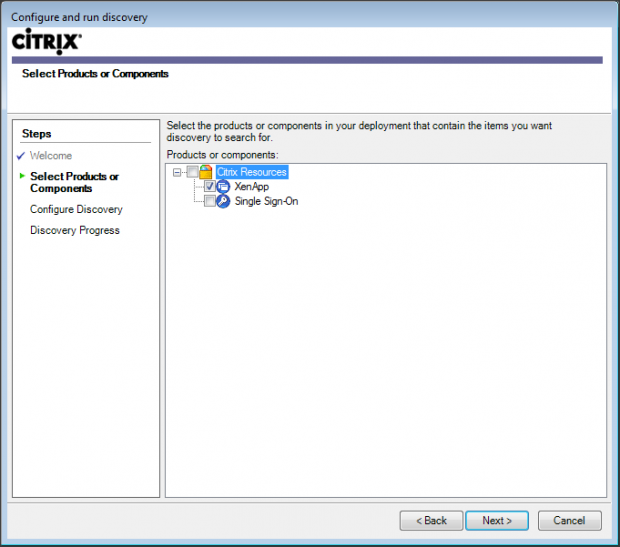 Configure and run discovery
CITRIX
Select Products or Components
Steps
Welcome
Select Products or
Components
Configure Discovery
Discovery Progress
Select the products or components in your deployment that contain the items you want
discovery to search for.
Products or components:
Citrix Resources
XenApp
Single Sign-On
< Back
Next >
Cancel